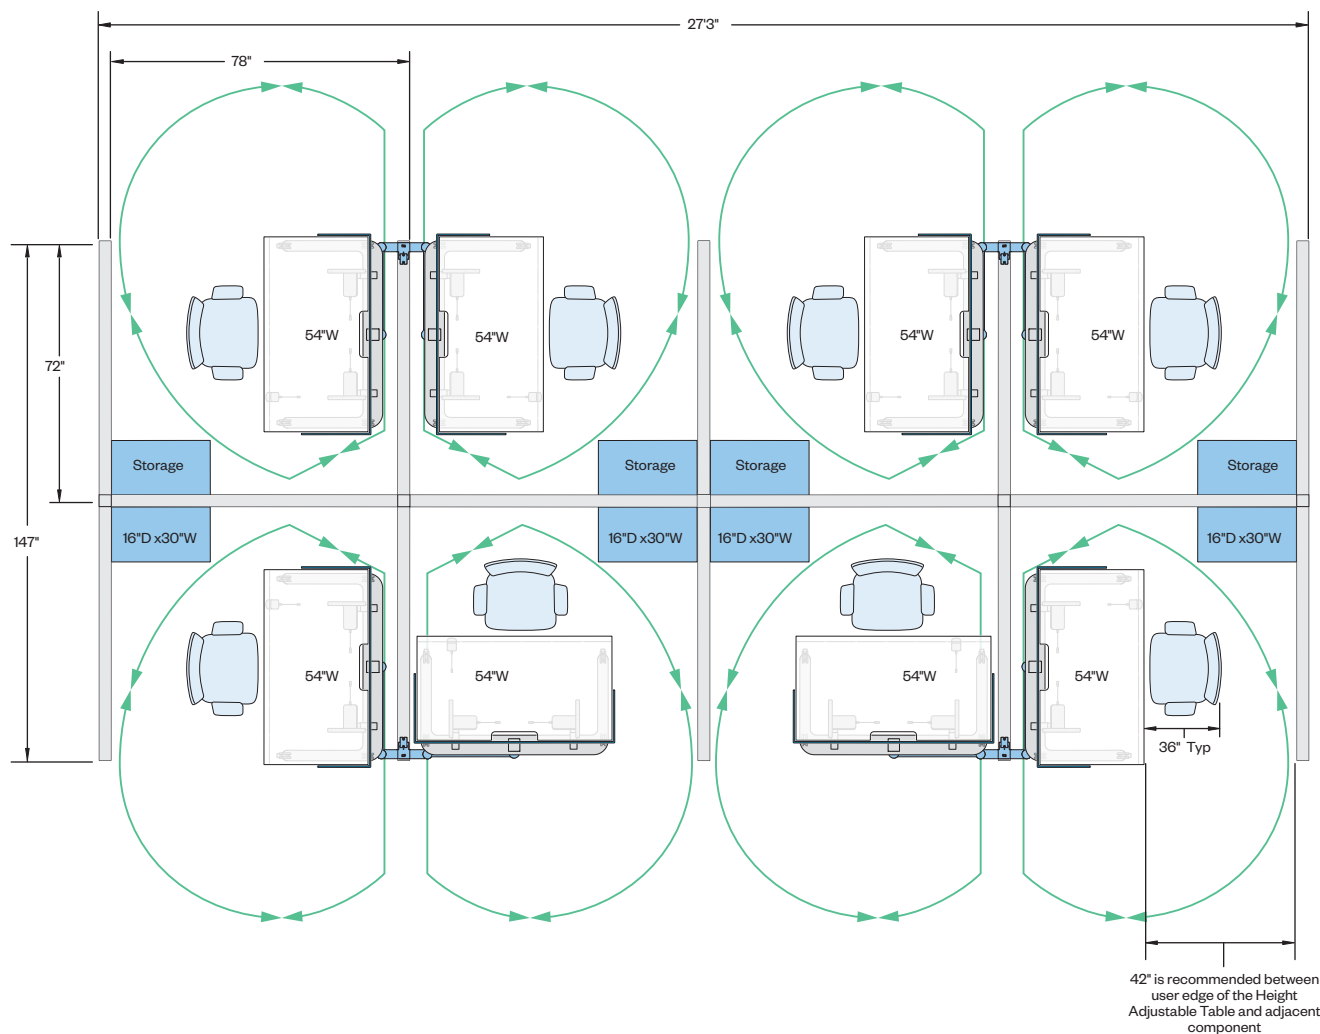 27'3"
78"
54"W
54"W
54"W
54"W
72"
Storage
Storage
Storage
Storage
147"
16"D x30"W
16"D x30"W
16"D x30"W
16"D x30"W
54"W
54"W
54"W
54"W
36" Typ
42" is recommended between
user edge of the Height
Adjustable Table and adjacent
component